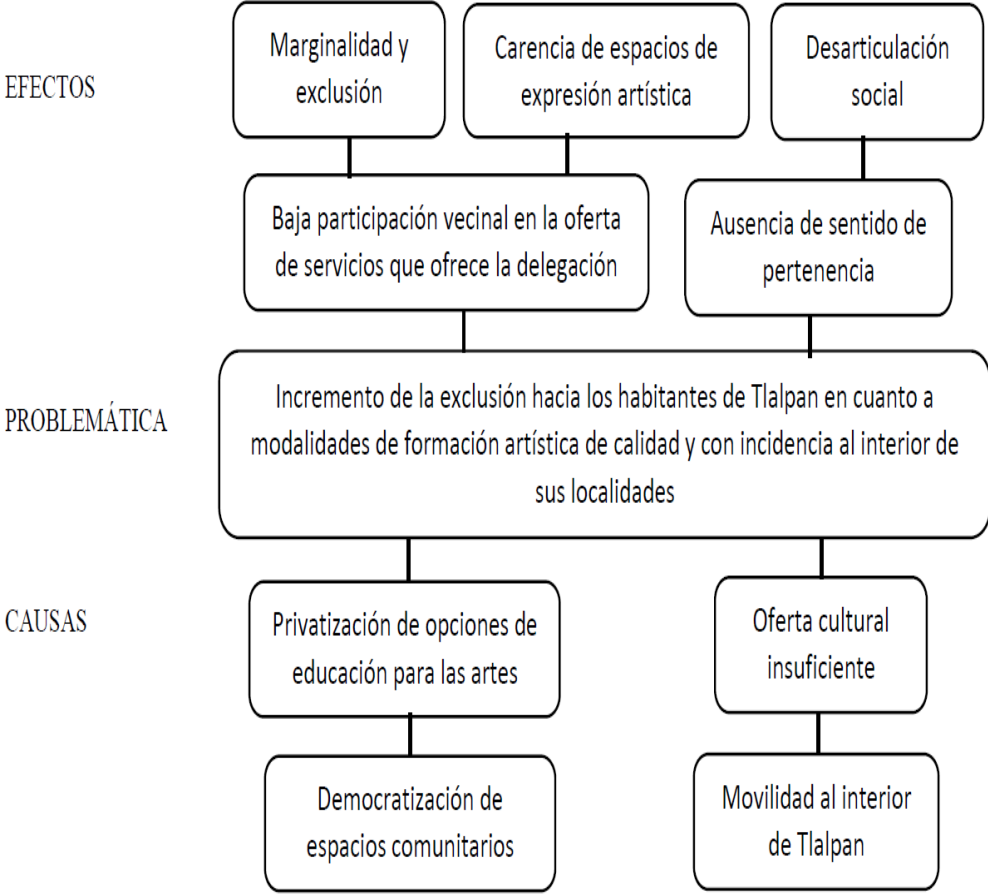 EFECTOS
Marginalidad y
exclusión
Carencia de espacios de
expresión artística
Desarticulación
social
Baja participación vecinal en la oferta
de servicios que ofrece la delegación
Ausencia de sentido de
pertenencia
PROBLEMÁTICA
Incremento de la exclusión hacia los habitantes de Tlalpan en cuanto a
modalidades de formación artística de calidad y con incidencia al interior de
sus localidades
CAUSAS
Privatización de opciones de
educación para las artes
Oferta cultural
insuficiente
Democratización de
espacios comunitarios
Movilidad al interior
de Tlalpan